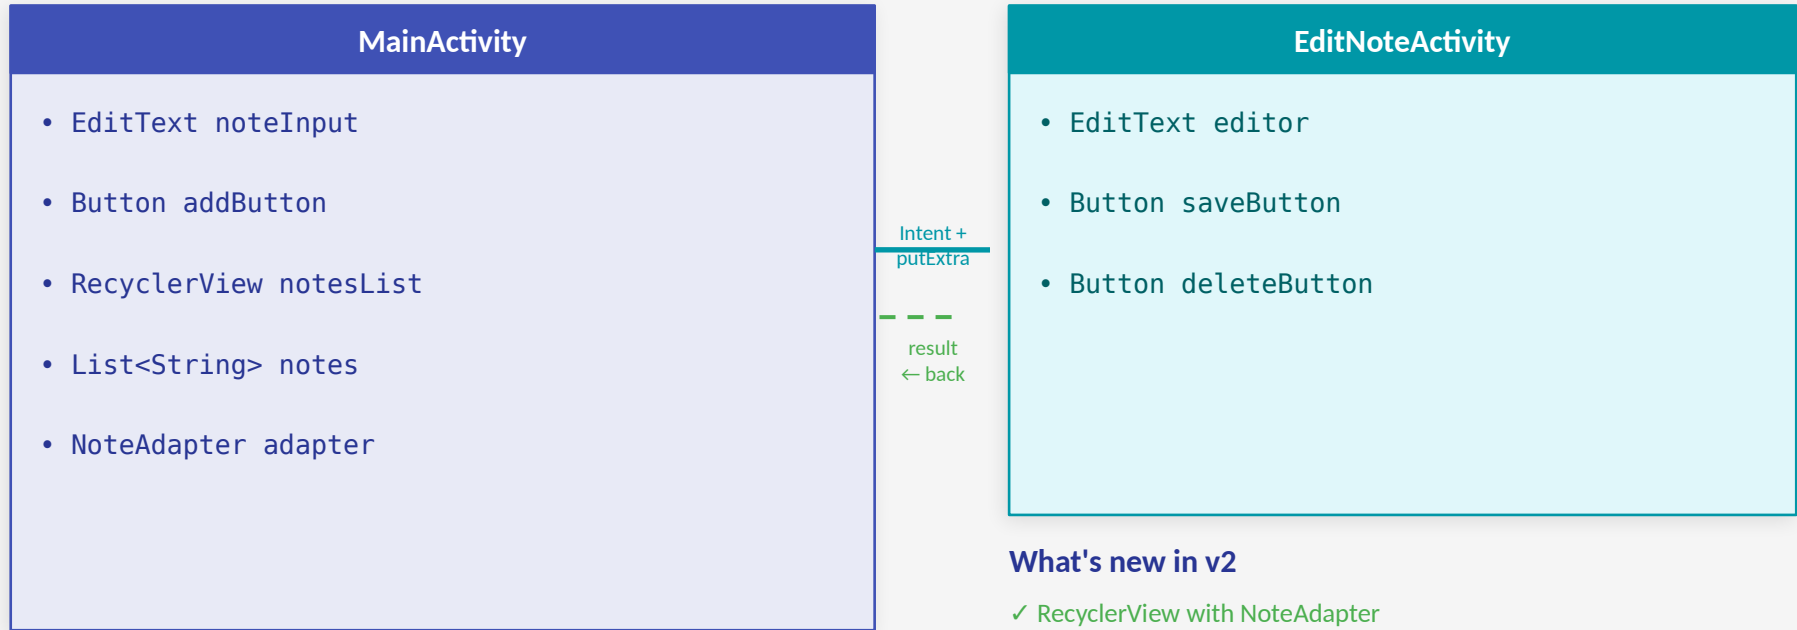 MainActivity
• EditText noteInput
• Button addButton
• RecyclerView notesList
• List<String> notes
• NoteAdapter adapter
Intent +
putExtra
result
← back
EditNoteActivity
• EditText editor
• Button saveButton
• Button deleteButton
What's new in v2
✓ RecyclerView with NoteAdapter